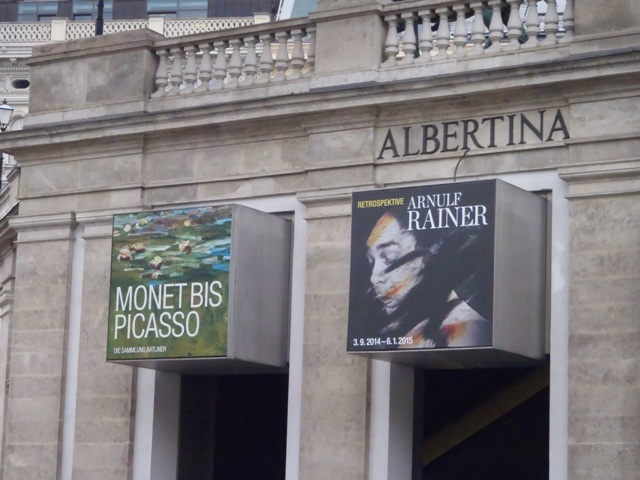 ALBERTINA
RETROSPEKTIVE
ARNULF
RAINER
3. 9. 2014 – 6. 1. 2015
MONET BIS
PICASSO
DIE SAMMLUNG BATLINER